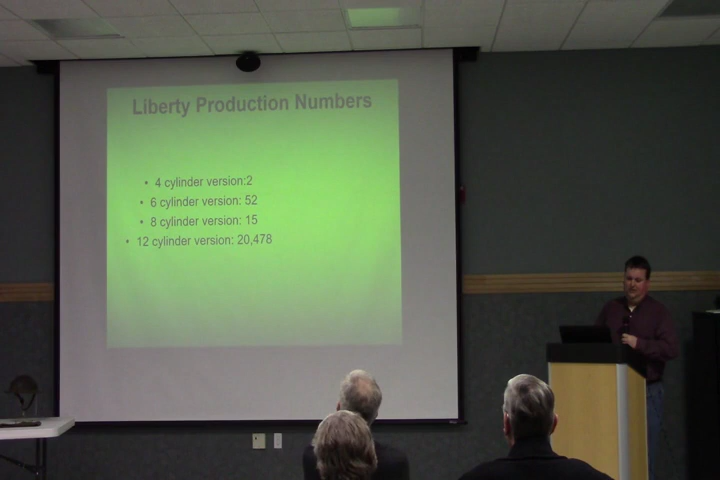 Liberty Production Numbers
• 4 cylinder version:2
• 6 cylinder version: 52
• 8 cylinder version: 15
• 12 cylinder version: 20,478